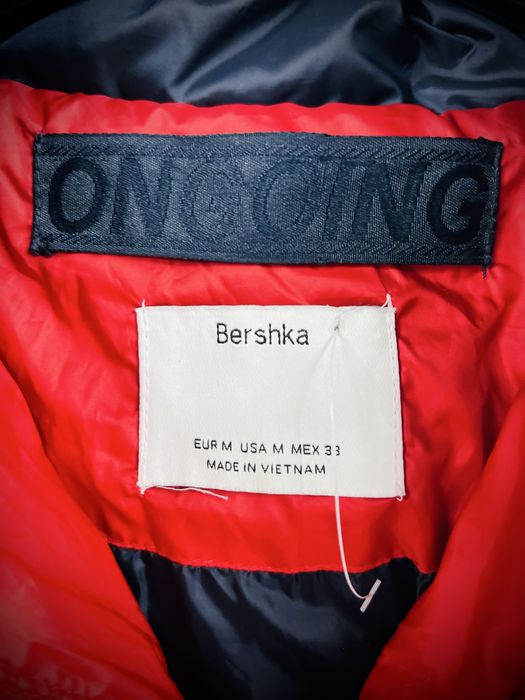 ONGOING
Bershka
EUR M USA M MEX 33
MADE IN VIETNAM